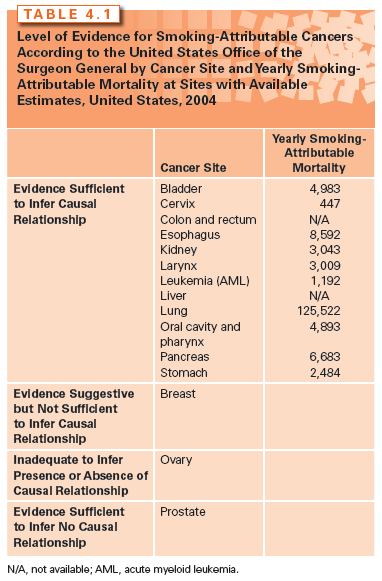 TABLE 4.1
Level of Evidence for Smoking-Attributable Cancers
According to the United States Office of the
Surgeon General by Cancer Site and Yearly Smoking-
Attributable Mortality at Sites with Available
Estimates, United States, 2004
Cancer Site Yearly Smoking-
Attributable
Mortality
Evidence Sufficient Bladder 4,983
to Infer Causal Cervix 447
Relationship Colon and rectum N/A
Esophagus 8,592
Kidney 3,043
Larynx 3,009
Leukemia (AML) 1,192
Liver N/A
Lung 125,522
Oral cavity and 4,893
pharynx
Pancreas 6,683
Stomach 2,484
Evidence Suggestive Breast
but Not Sufficient
to Infer Causal
Relationship
Inadequate to Infer Ovary
Presence or Absence of
Causal Relationship
Evidence Sufficient Prostate
to Infer No Causal
Relationship
N/A, not available; AML, acute myeloid leukemia.